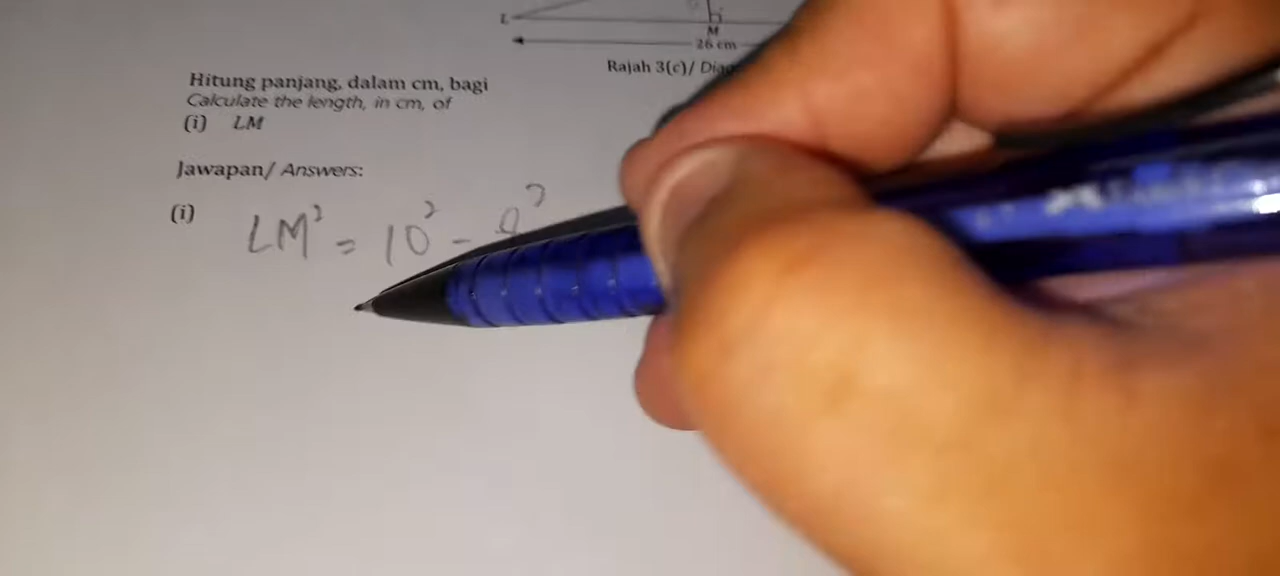 L
M
26 cm
Rajah 3(c)/
Hitung panjang, dalam cm, bagi
Calculate the length, in cm, of
(i) LM
Jawapan/ Answers:
(i) LM² = 10² - 8²